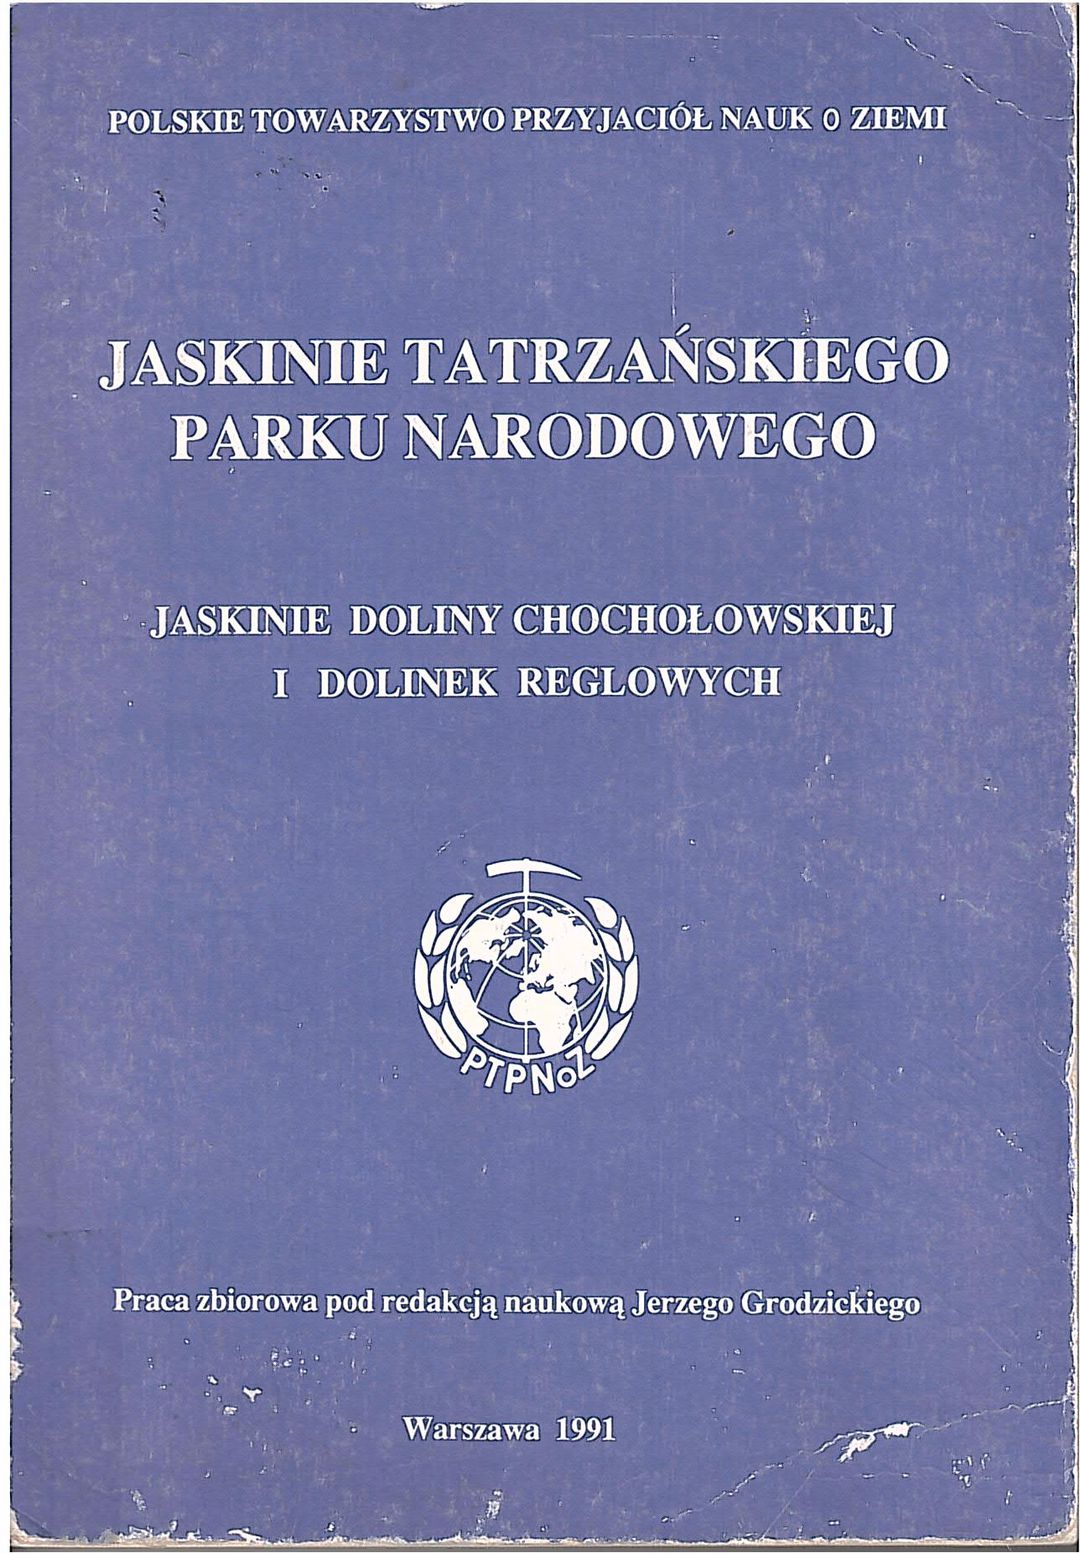 POLSKIE TOWARZYSTWO PRZYJACIÓŁ NAUK o ZIEMI
JASKINIE TATRZAŃSKIEGO
PARKU NARODOWEGO
JASKINIE DOLINY CHOCHOŁOWSKIEJ
I DOLINEK REGLOWYCH
PTPNoZ
Praca zbiorowa pod redakcją naukową Jerzego Grodzickiego
Warszawa 1991